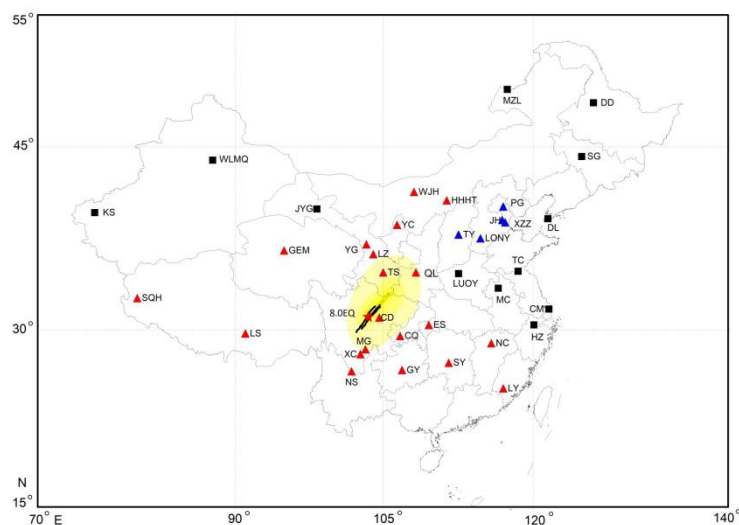 55°
MZL
DD
45°
SG
WLMQ
WJH
HHHT
PG
KS
JYG
JH
XZZ
DL
YC
TY
LONY
YG
LZ
GEM
TS
QL
TC
LUOY
SQH
MC
8.0EQ
CD
CM
30°
LS
ES
HZ
MG
CQ
NC
XC
SY
GY
NS
LY
N
15°
70° E
90°
105°
120°
140°